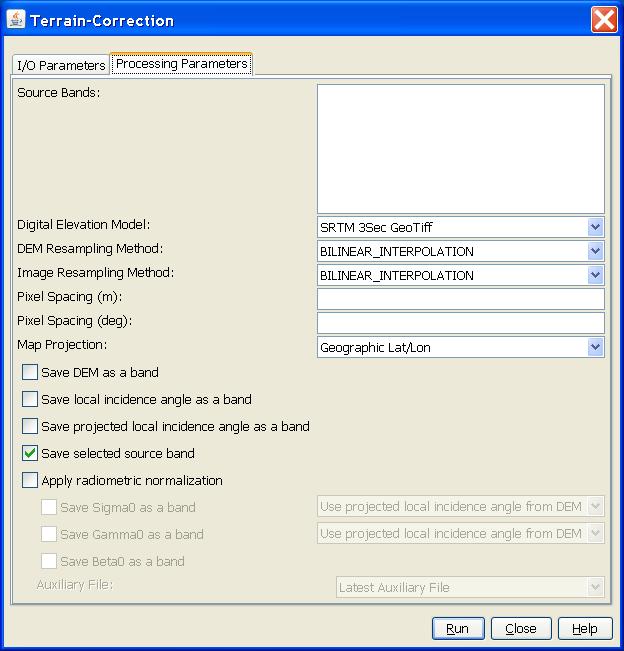 Terrain-Correction
I/O Parameters Processing Parameters
Source Bands:
Digital Elevation Model: SRTM 3Sec GeoTiff
DEM Resampling Method: BILINEAR_INTERPOLATION
Image Resampling Method: BILINEAR_INTERPOLATION
Pixel Spacing (m):
Pixel Spacing (deg):
Map Projection: Geographic Lat/Lon
Save DEM as a band
Save local incidence angle as a band
Save projected local incidence angle as a band
Save selected source band
Apply radiometric normalization
Save Sigma0 as a band Use projected local incidence angle from DEM
Save Gamma0 as a band Use projected local incidence angle from DEM
Save Beta0 as a band
Auxiliary File: Latest Auxiliary File
Run Close Help